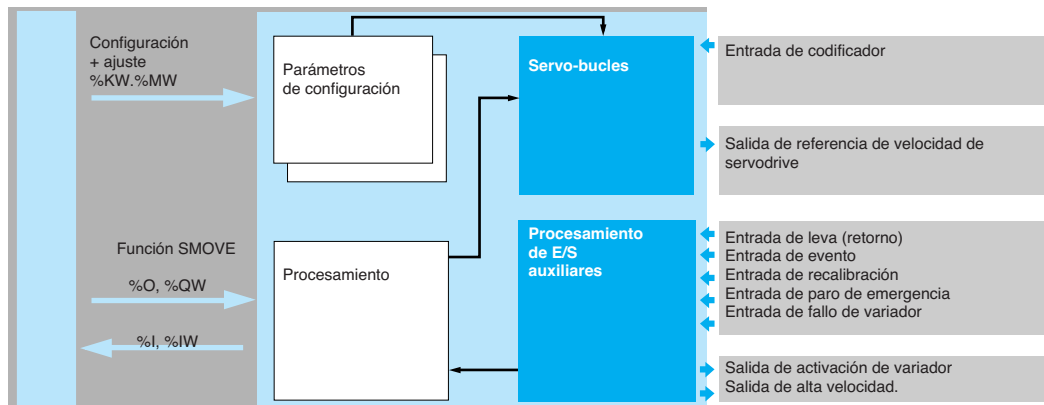 Configuración
+ ajuste
%KW.%MW
Parámetros
de configuración
Servo-bucles
Entrada de codificador
Salida de referencia de velocidad de
servodrive
Función SMOVE
%O, %QW
%I, %IW
Procesamiento
Procesamiento
de E/S
auxiliares
Entrada de leva (retorno)
Entrada de evento
Entrada de recalibración
Entrada de paro de emergencia
Entrada de fallo de variador
Salida de activación de variador
Salida de alta velocidad.